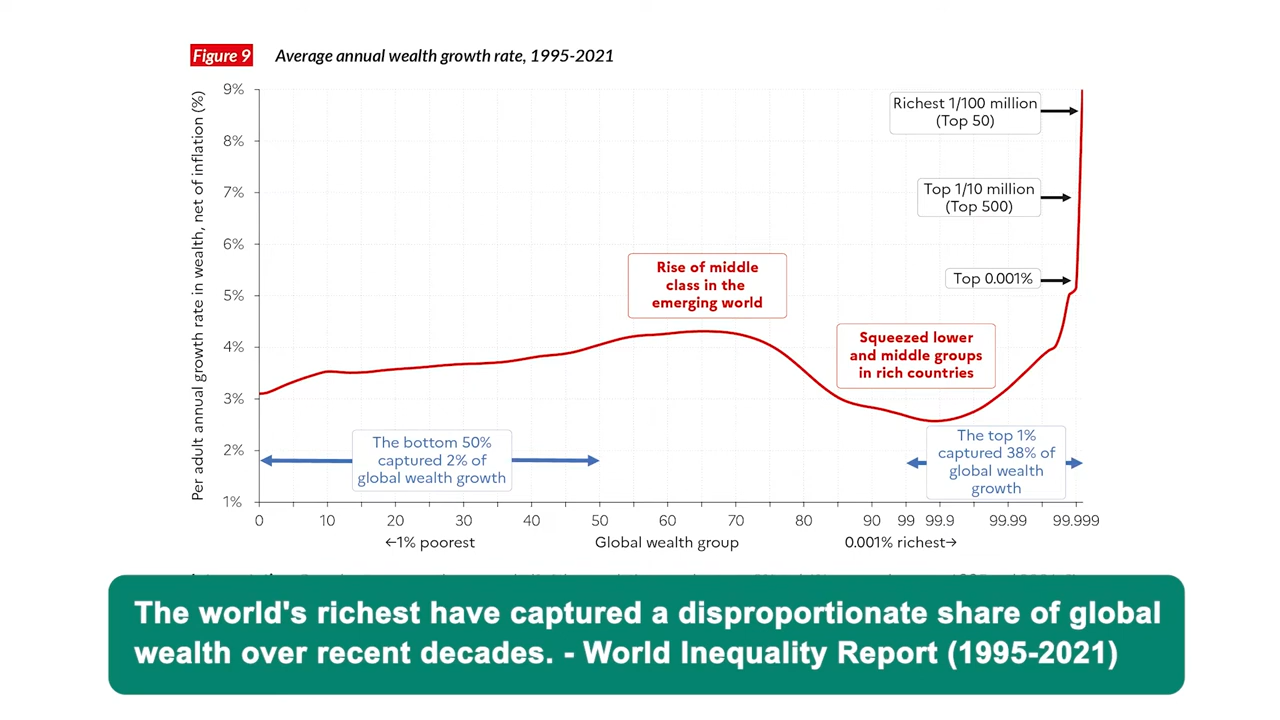 Figure 9 Average annual wealth growth rate, 1995-2021
Per adult annual growth rate in wealth, net of inflation (%)
9%
8%
7%
6%
5%
4%
3%
2%
1%
Richest 1/100 million
(Top 50)
Top 1/10 million
(Top 500)
Top 0.001%
Rise of middle
class in the
emerging world
Squeezed lower
and middle groups
in rich countries
The bottom 50%
captured 2% of
global wealth growth
The top 1%
captured 38% of
global wealth
growth
0 10 20 30 40 50 60 70 80 90 99 99.9 99.99 99.999
←1% poorest Global wealth group 0.001% richest→
The world's richest have captured a disproportionate share of global
wealth over recent decades. - World Inequality Report (1995-2021)